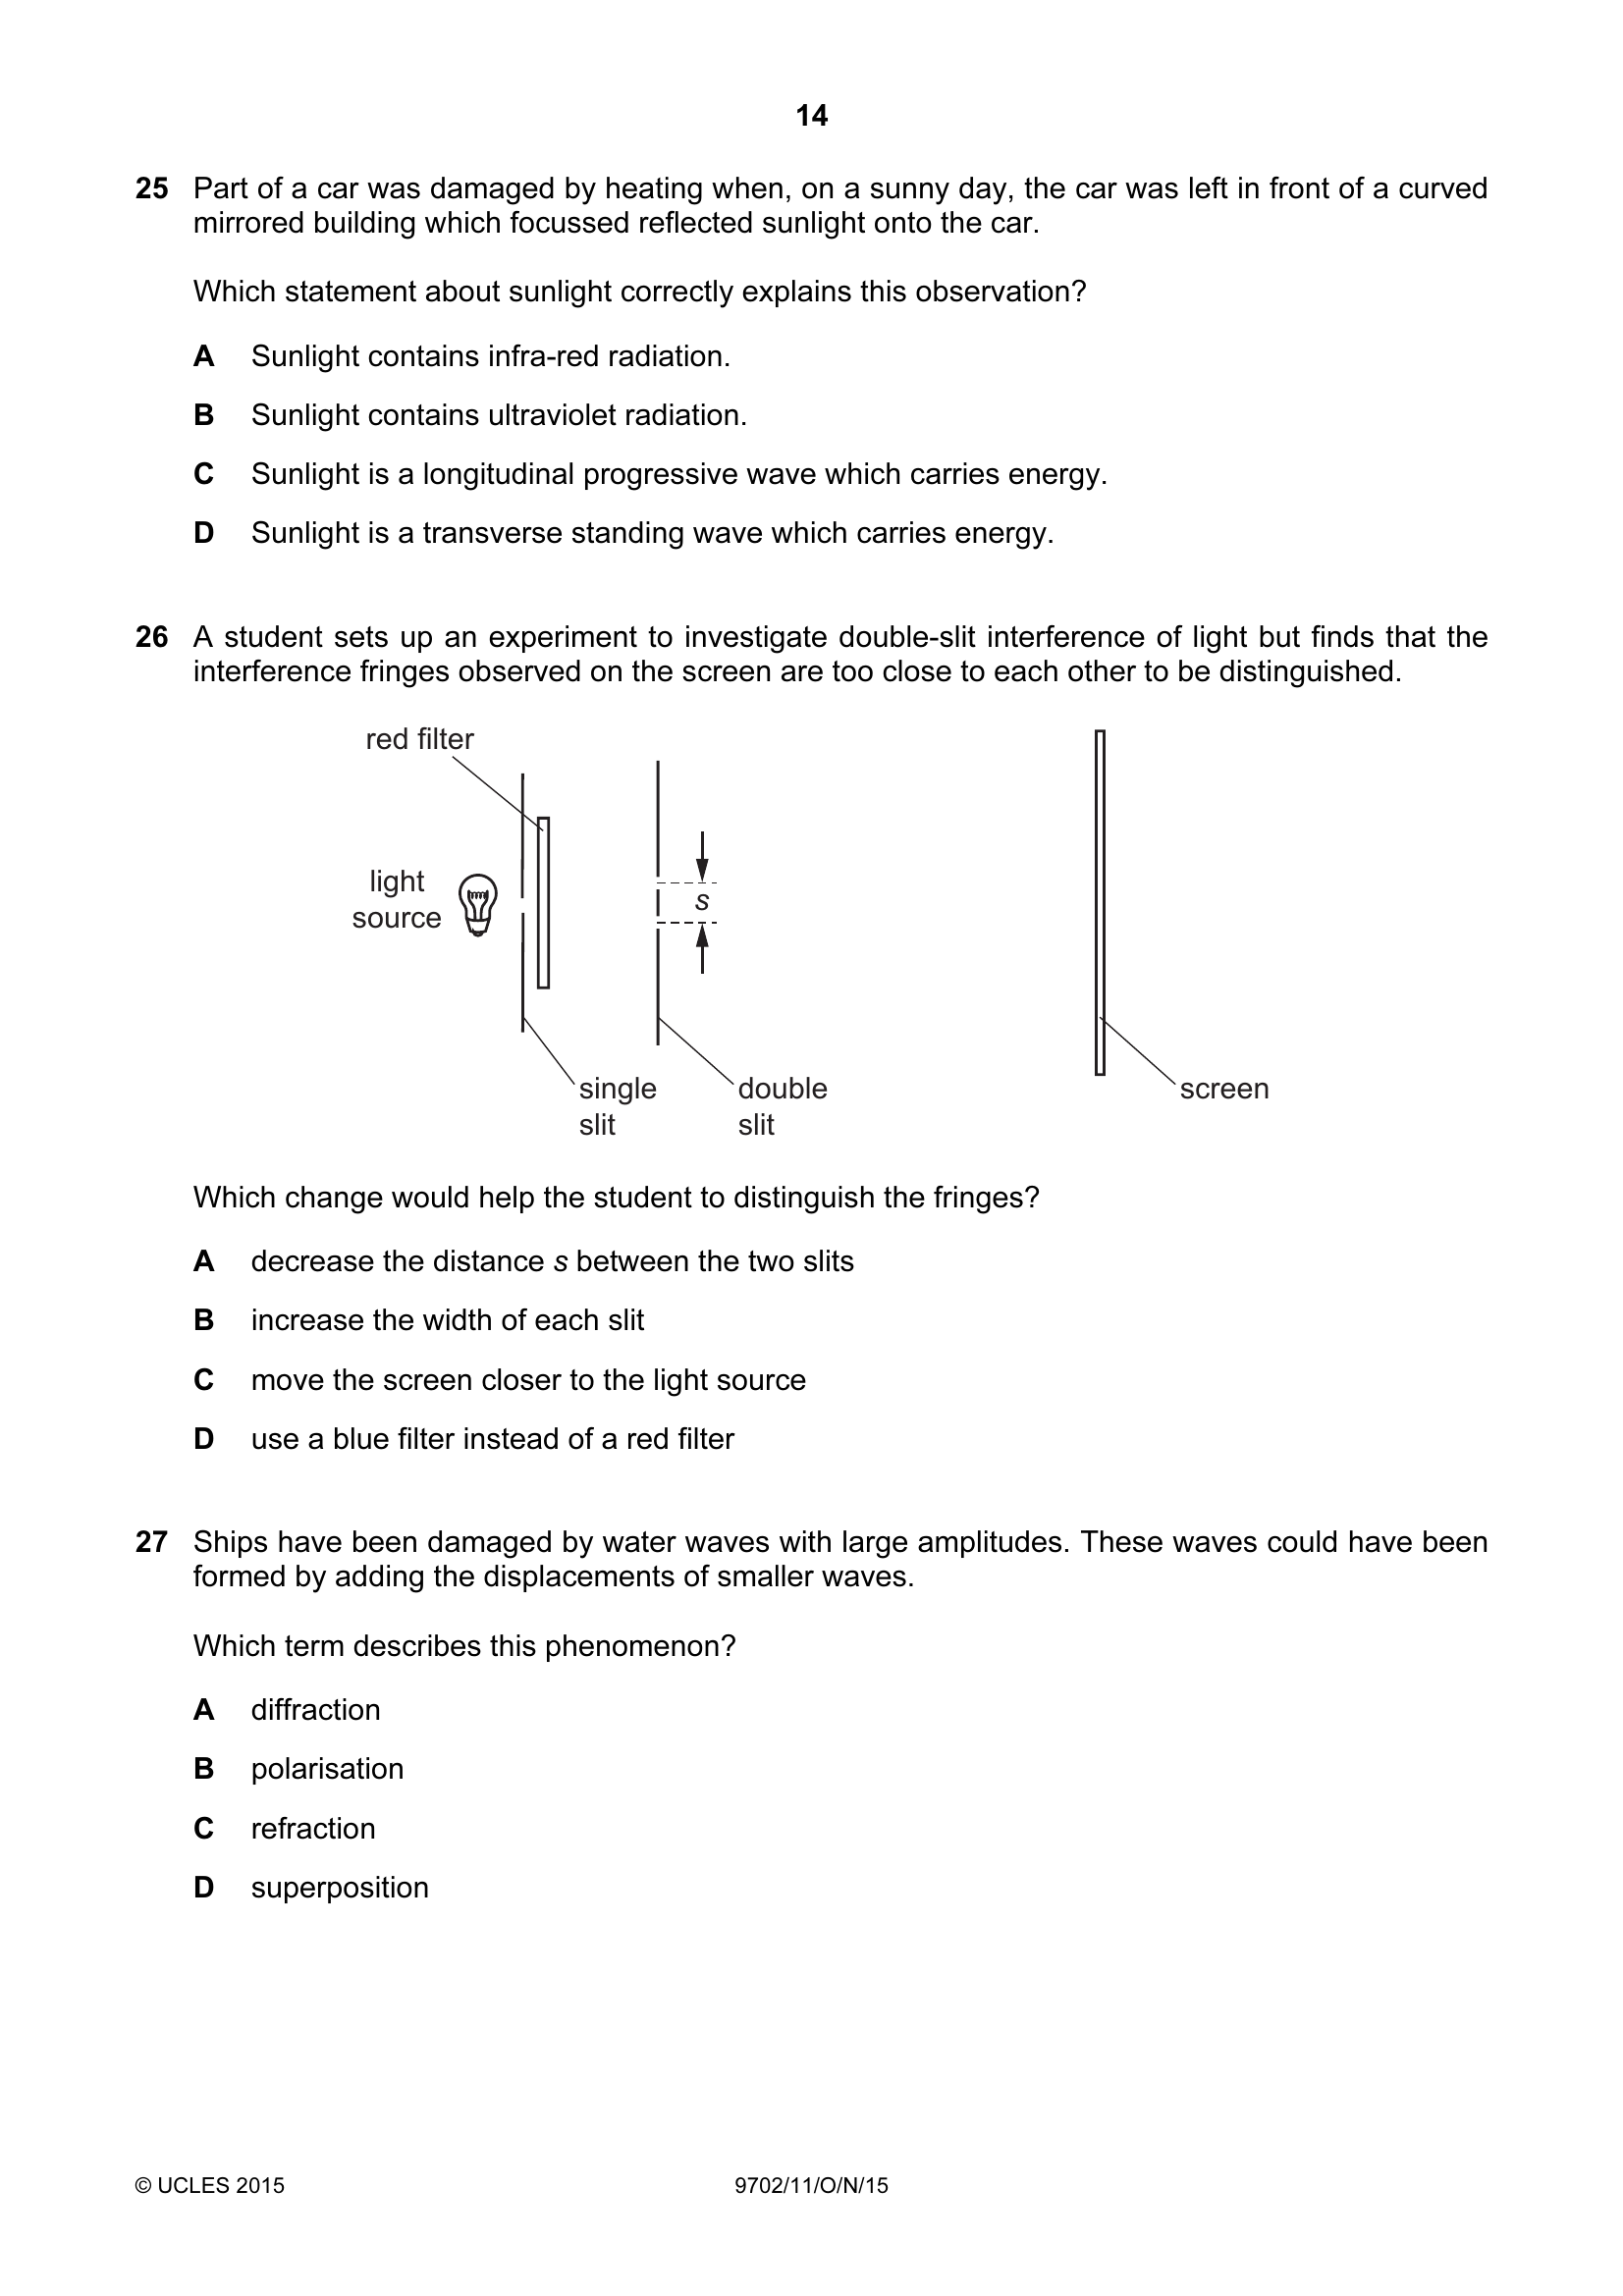 14
25 Part of a car was damaged by heating when, on a sunny day, the car was left in front of a curved
mirrored building which focussed reflected sunlight onto the car.
Which statement about sunlight correctly explains this observation?
A Sunlight contains infra-red radiation.
B Sunlight contains ultraviolet radiation.
C Sunlight is a longitudinal progressive wave which carries energy.
D Sunlight is a transverse standing wave which carries energy.
26 A student sets up an experiment to investigate double-slit interference of light but finds that the
interference fringes observed on the screen are too close to each other to be distinguished.
red filter
light
source
s
single
slit
double
slit
screen
Which change would help the student to distinguish the fringes?
A decrease the distance s between the two slits
B increase the width of each slit
C move the screen closer to the light source
D use a blue filter instead of a red filter
27 Ships have been damaged by water waves with large amplitudes. These waves could have been
formed by adding the displacements of smaller waves.
Which term describes this phenomenon?
A diffraction
B polarisation
C refraction
D superposition
© UCLES 2015
9702/11/O/N/15